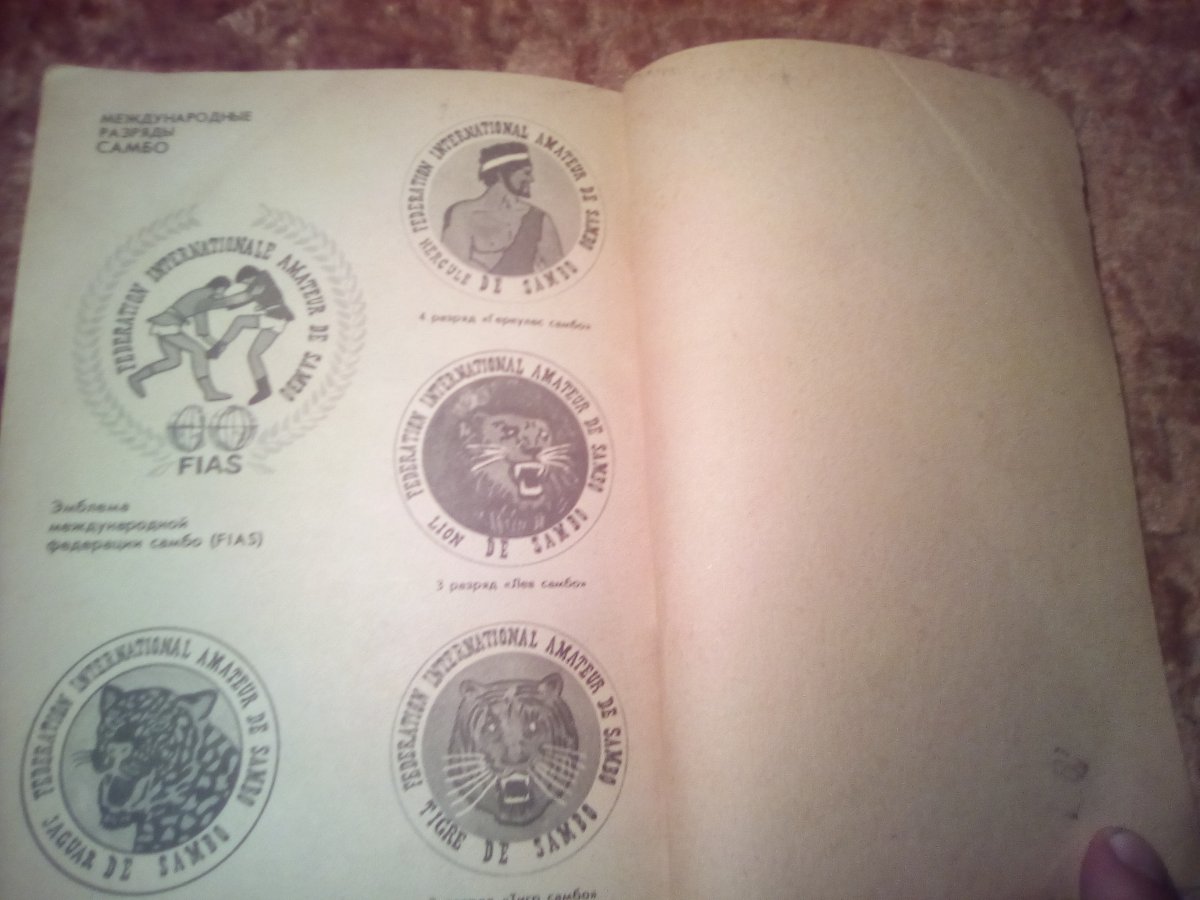 МЕЖДУНАРОДНЫЕ
РАЗРЯДЫ
САМБО
FEDERATION INTERNATIONALE AMATEUR DE SAMBO
FIAS
Эмблема
международной
федерации самбо (FIAS)
FEDERATION INTERNATIONAL AMATEUR DE SAMBO
HERCULE DE SAMBO
4 разряд «Геркулес самбо»
FEDERATION INTERNATIONAL AMATEUR DE SAMBO
LION DE SAMBO
3 разряд «Лев самбо»
FEDERATION INTERNATIONAL AMATEUR DE SAMBO
JAGUAR DE SAMBO
FEDERATION INTERNATIONAL AMATEUR DE SAMBO
TIGRE DE SAMBO
«Тигр самбо»